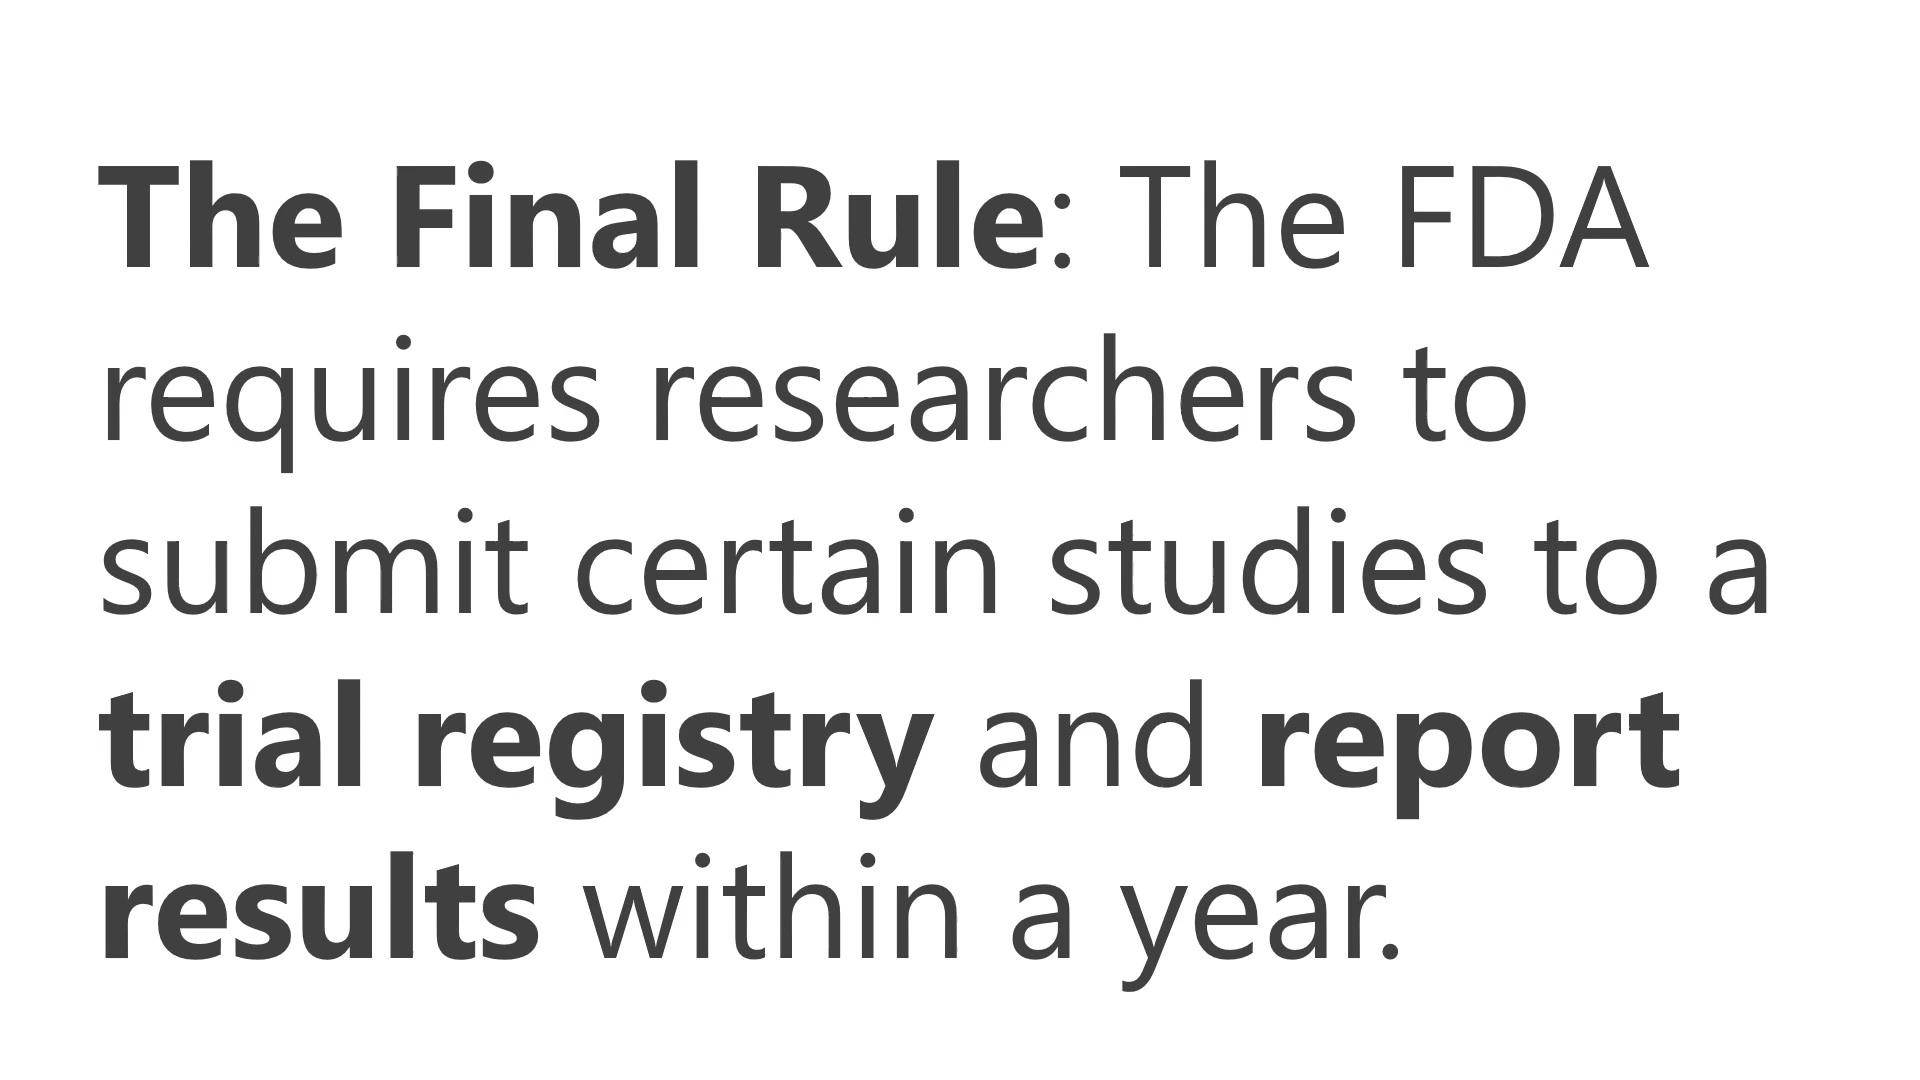 The Final Rule: The FDA
requires researchers to
submit certain studies to a
trial registry and report
results within a year.